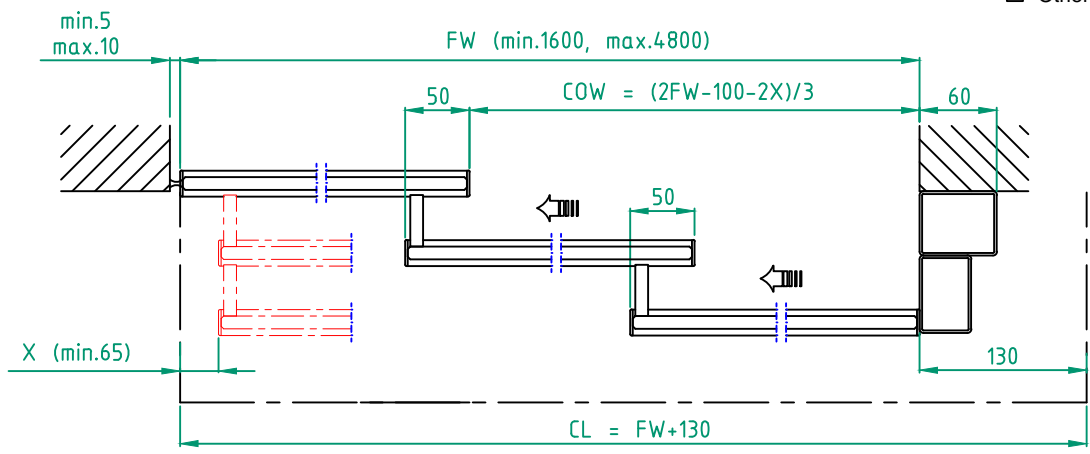 Other
min.5
max.10
FW (min.1600, max.4800)
50
COW = (2FW-100-2X)/3
60
50
X (min.65)
130
CL = FW+130